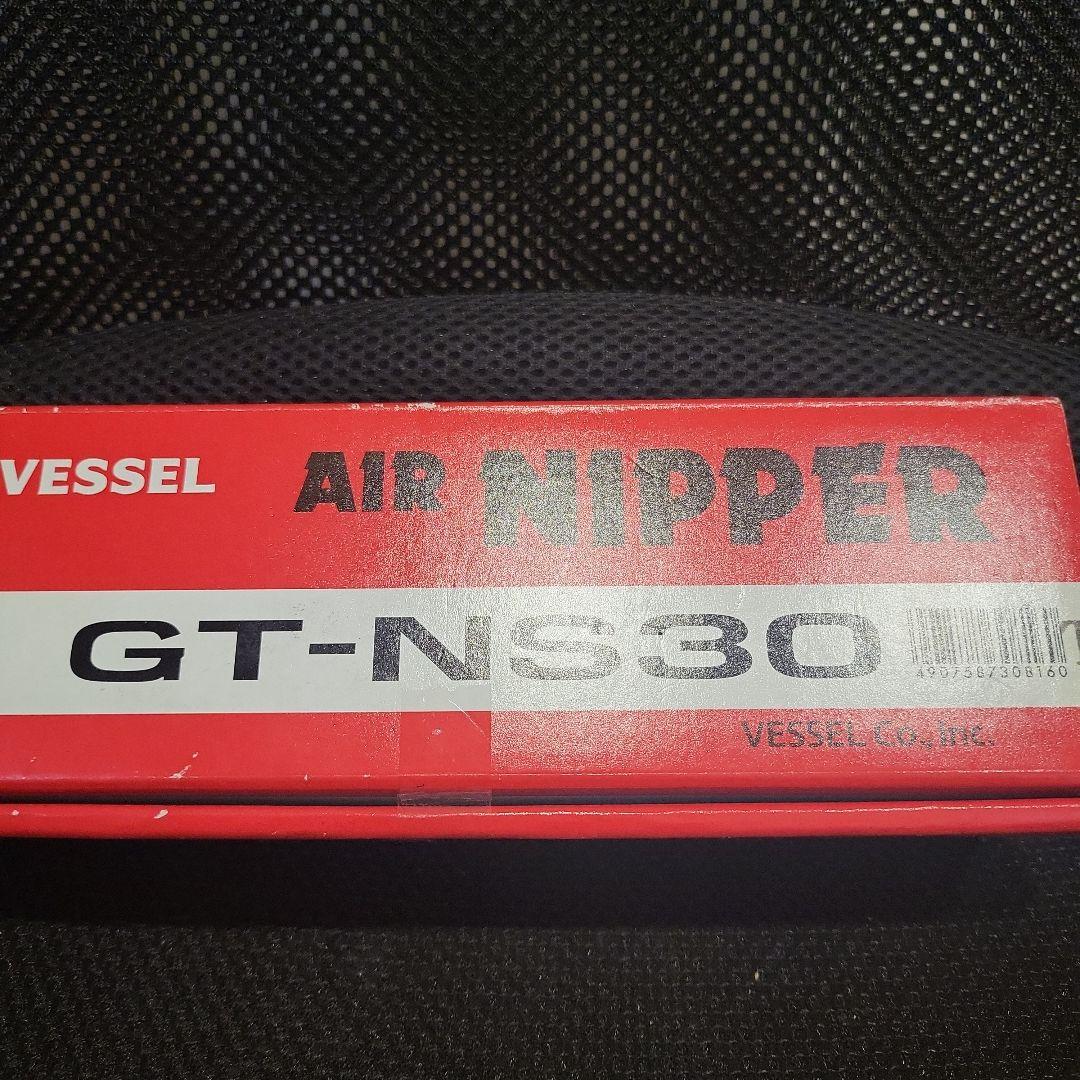 VESSEL
AIR NIPPER
GT-NS30
4907587308160
VESSEL Co., Inc.